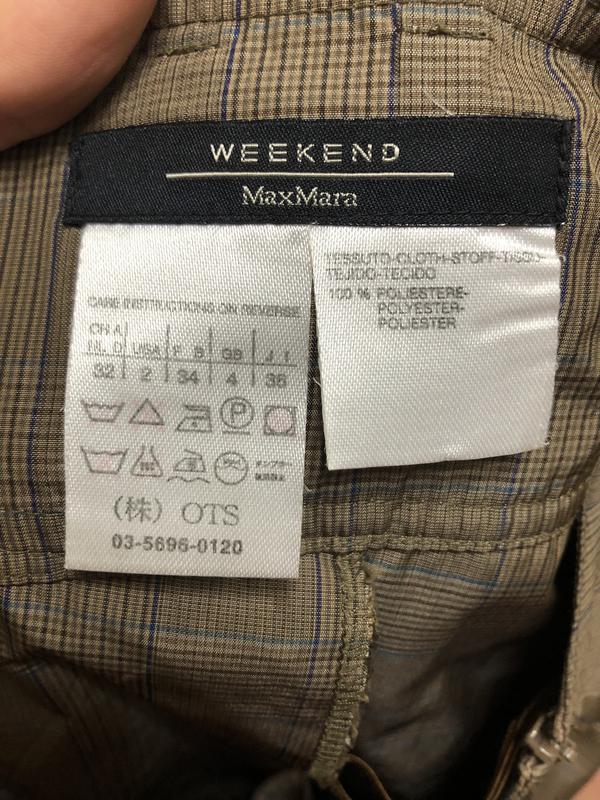 WEEKEND
MaxMara
CARE INSTRUCTIONS ON REVERSE
CH A
NL D USA F B GB J I
32 2 34 4 36
P
(株) OTS
03-5696-0120
TESSUTO-CLOTH-STOFF-TISSU-
TEJIDO-TECIDO
100 % POLIESTERE-
POLYESTER-
POLIESTER